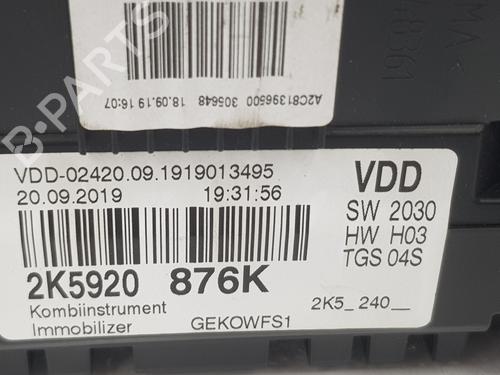 A2C81396500 305648 18.09.19 16:07
B-PARTS
VDD-02420.09.1919013495
20.09.2019 19:31:56
VDD
SW 2030
HW H03
TGS 04S
2K5920 876K
Kombiinstrument
Immobilizer
GEKOWFS1
2K5_240__